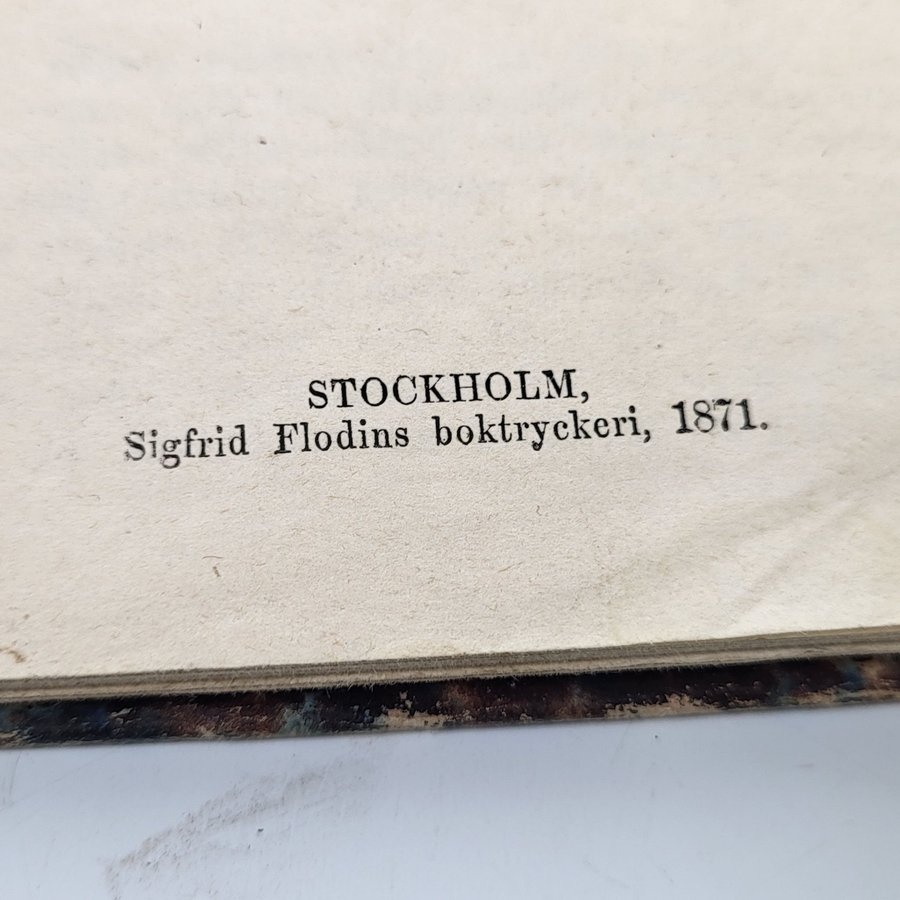 STOCKHOLM,
Sigfrid Flodins boktryckeri, 1871.